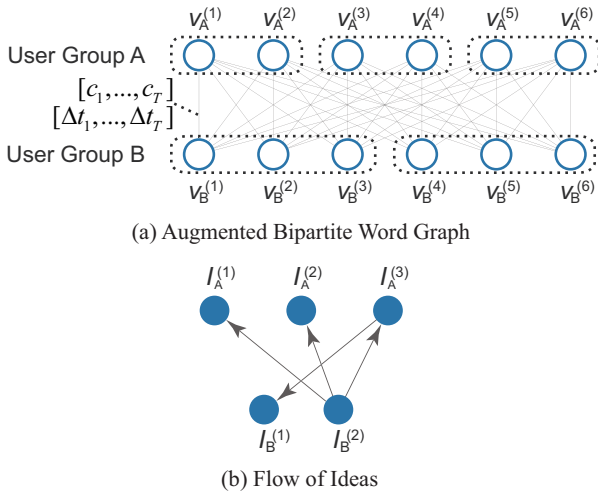 v_A^(1) v_A^(2) v_A^(3) v_A^(4) v_A^(5) v_A^(6)
User Group A
[c_1,...,c_T]
[Δt_1,...,Δt_T]
User Group B
v_B^(1) v_B^(2) v_B^(3) v_B^(4) v_B^(5) v_B^(6)
(a) Augmented Bipartite Word Graph
I_A^(1) I_A^(2) I_A^(3)
I_B^(1) I_B^(2)
(b) Flow of Ideas